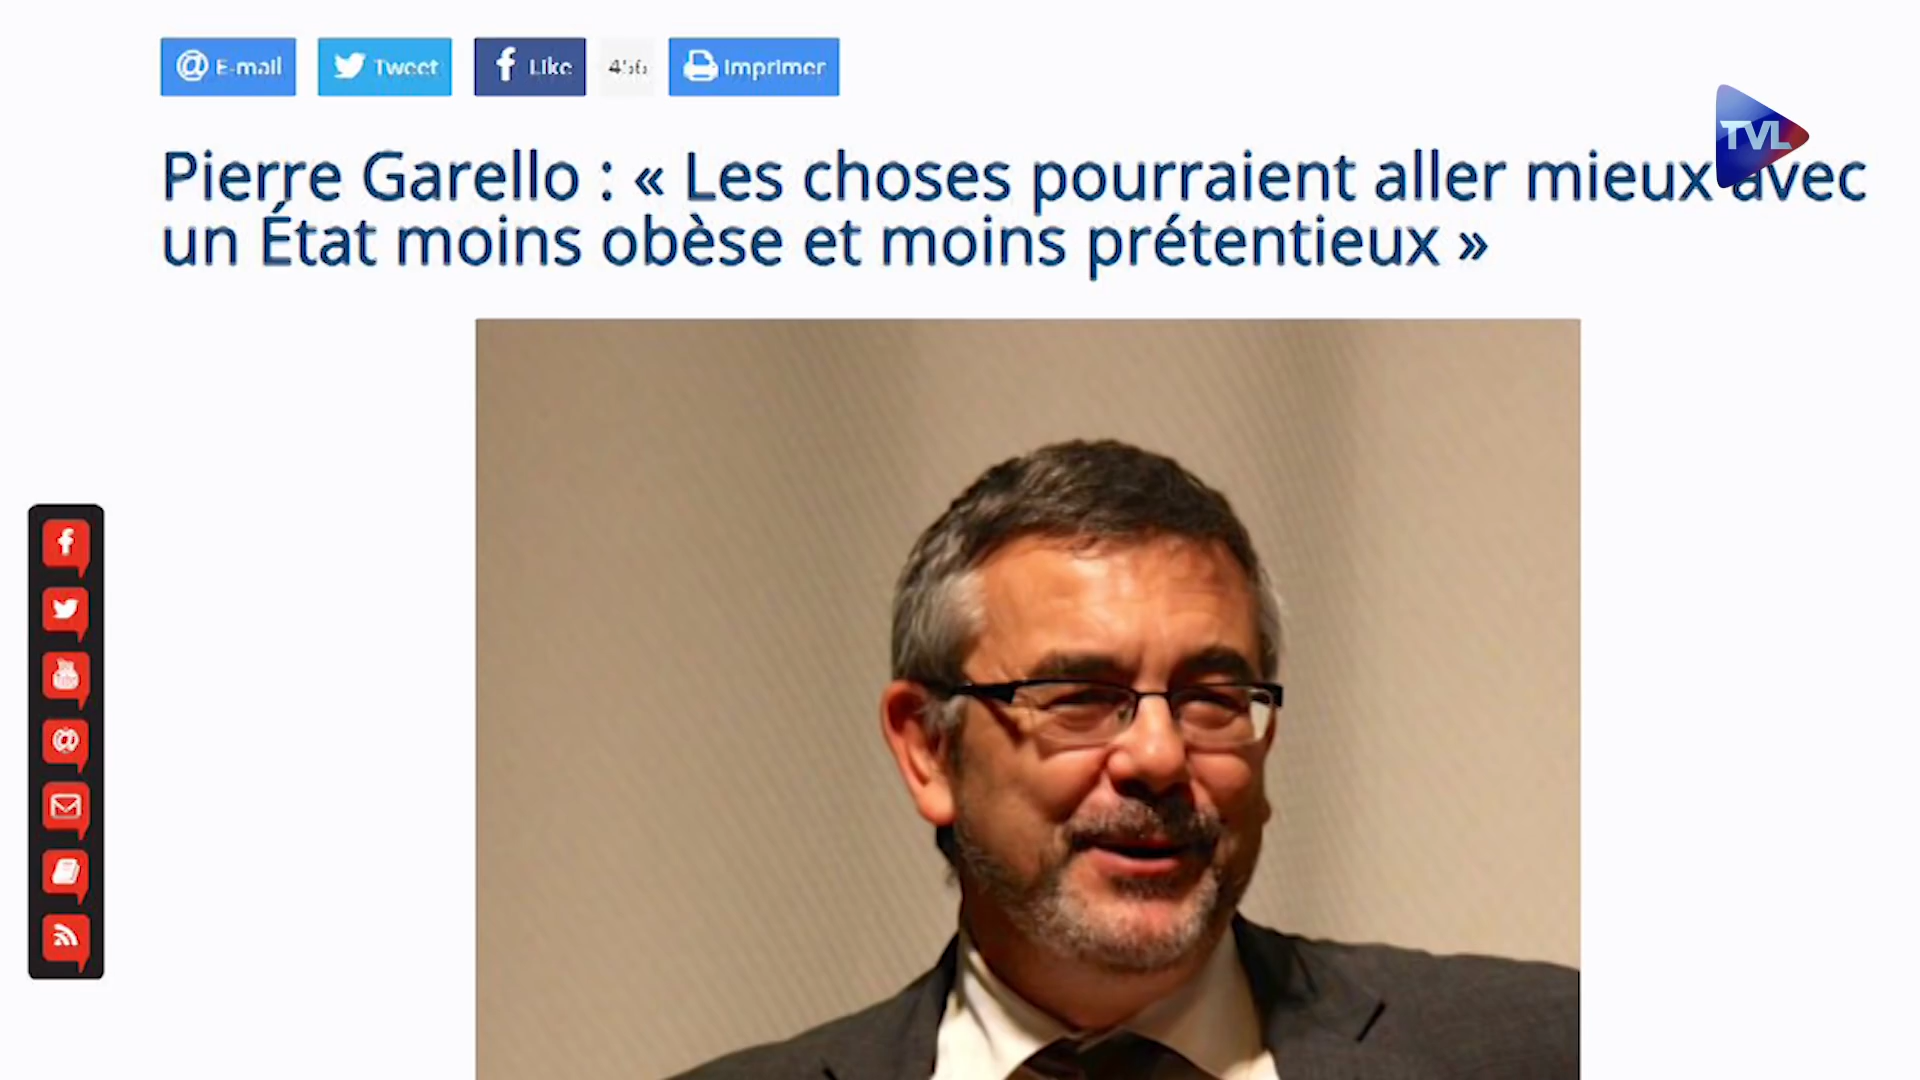 E-mail
Tweet
Like
456
Imprimer
TVL
Pierre Garello : « Les choses pourraient aller mieux avec
un État moins obèse et moins prétentieux »